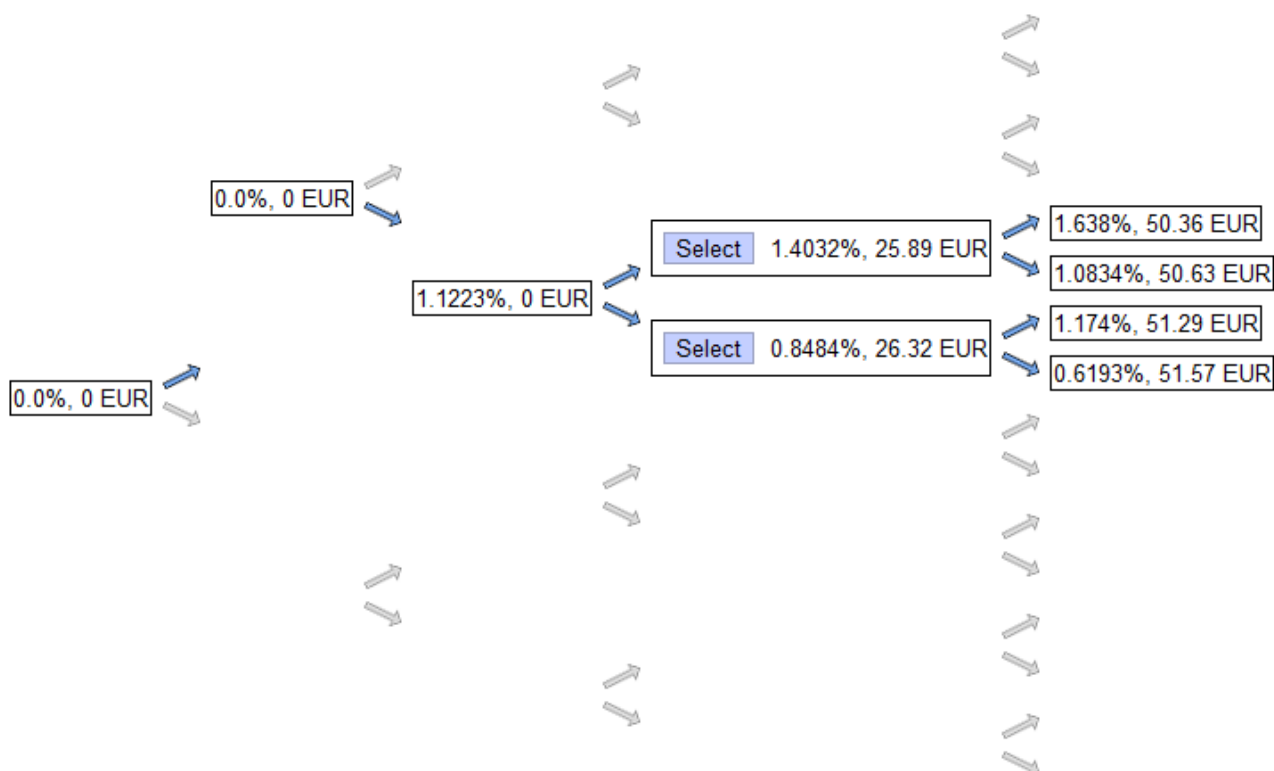 0.0%, 0 EUR
0.0%, 0 EUR
1.1223%, 0 EUR
Select 1.4032%, 25.89 EUR
Select 0.8484%, 26.32 EUR
1.638%, 50.36 EUR
1.0834%, 50.63 EUR
1.174%, 51.29 EUR
0.6193%, 51.57 EUR